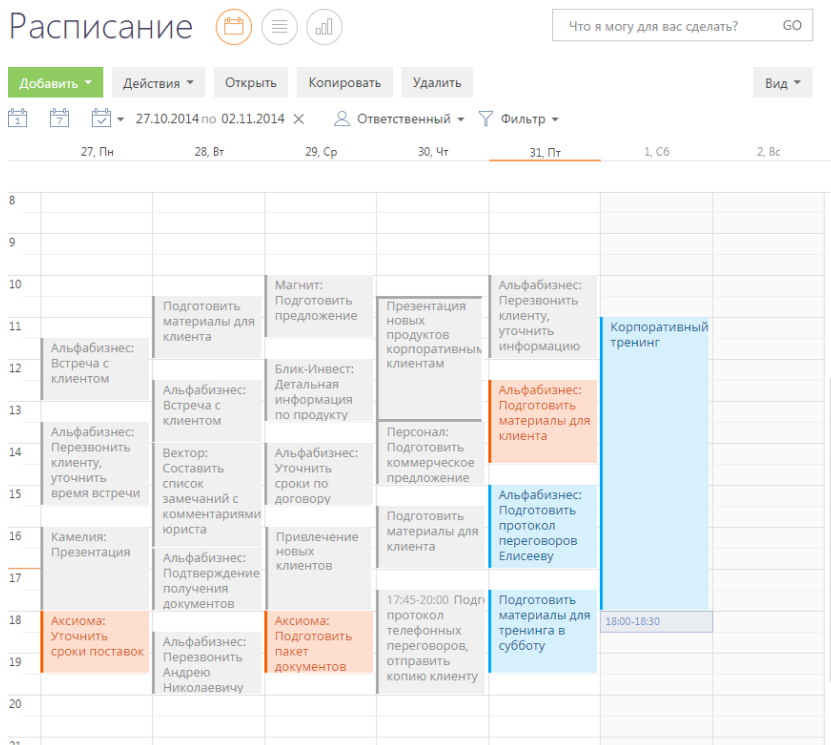 Расписание
Что я могу для вас сделать? GO
Добавить Действия Открыть Копировать Удалить Вид
1 7 27.10.2014 по 02.11.2014 Ответственный Фильтр
27, Пн 28, Вт 29, Ср 30, Чт 31, Пт 1, Сб 2, Вс
8
9
10
11
12
13
14
15
16
17
18
19
20
21
Альфабизнес:
Встреча с
клиентом
Альфабизнес:
Перезвонить
клиенту,
уточнить
время встречи
Камелия:
Презентация
Аксиома:
Уточнить
сроки поставок
Подготовить
материалы для
клиента
Альфабизнес:
Встреча с
клиентом
Вектор:
Составить
список
замечаний с
комментариями
юриста
Альфабизнес:
Подтверждение
получения
документов
Альфабизнес:
Перезвонить
Андрею
Николаевичу
Магнит:
Подготовить
предложение
Блик-Инвест:
Детальная
информация
по продукту
Альфабизнес:
Уточнить
сроки по
договору
Привлечение
новых
клиентов
Аксиома:
Подготовить
пакет
документов
Презентация
новых
продуктов
корпоративным
клиентам
Персонал:
Подготовить
коммерческое
предложение
Подготовить
материалы для
клиента
17:45-20:00 Подг
протокол
телефонных
переговоров,
отправить
копию клиенту
Альфабизнес:
Перезвонить
клиенту,
уточнить
информацию
Альфабизнес:
Подготовить
материалы для
клиента
Альфабизнес:
Подготовить
протокол
переговоров
Елисееву
Подготовить
материалы для
тренинга в
субботу
Корпоративный
тренинг
18:00-18:30